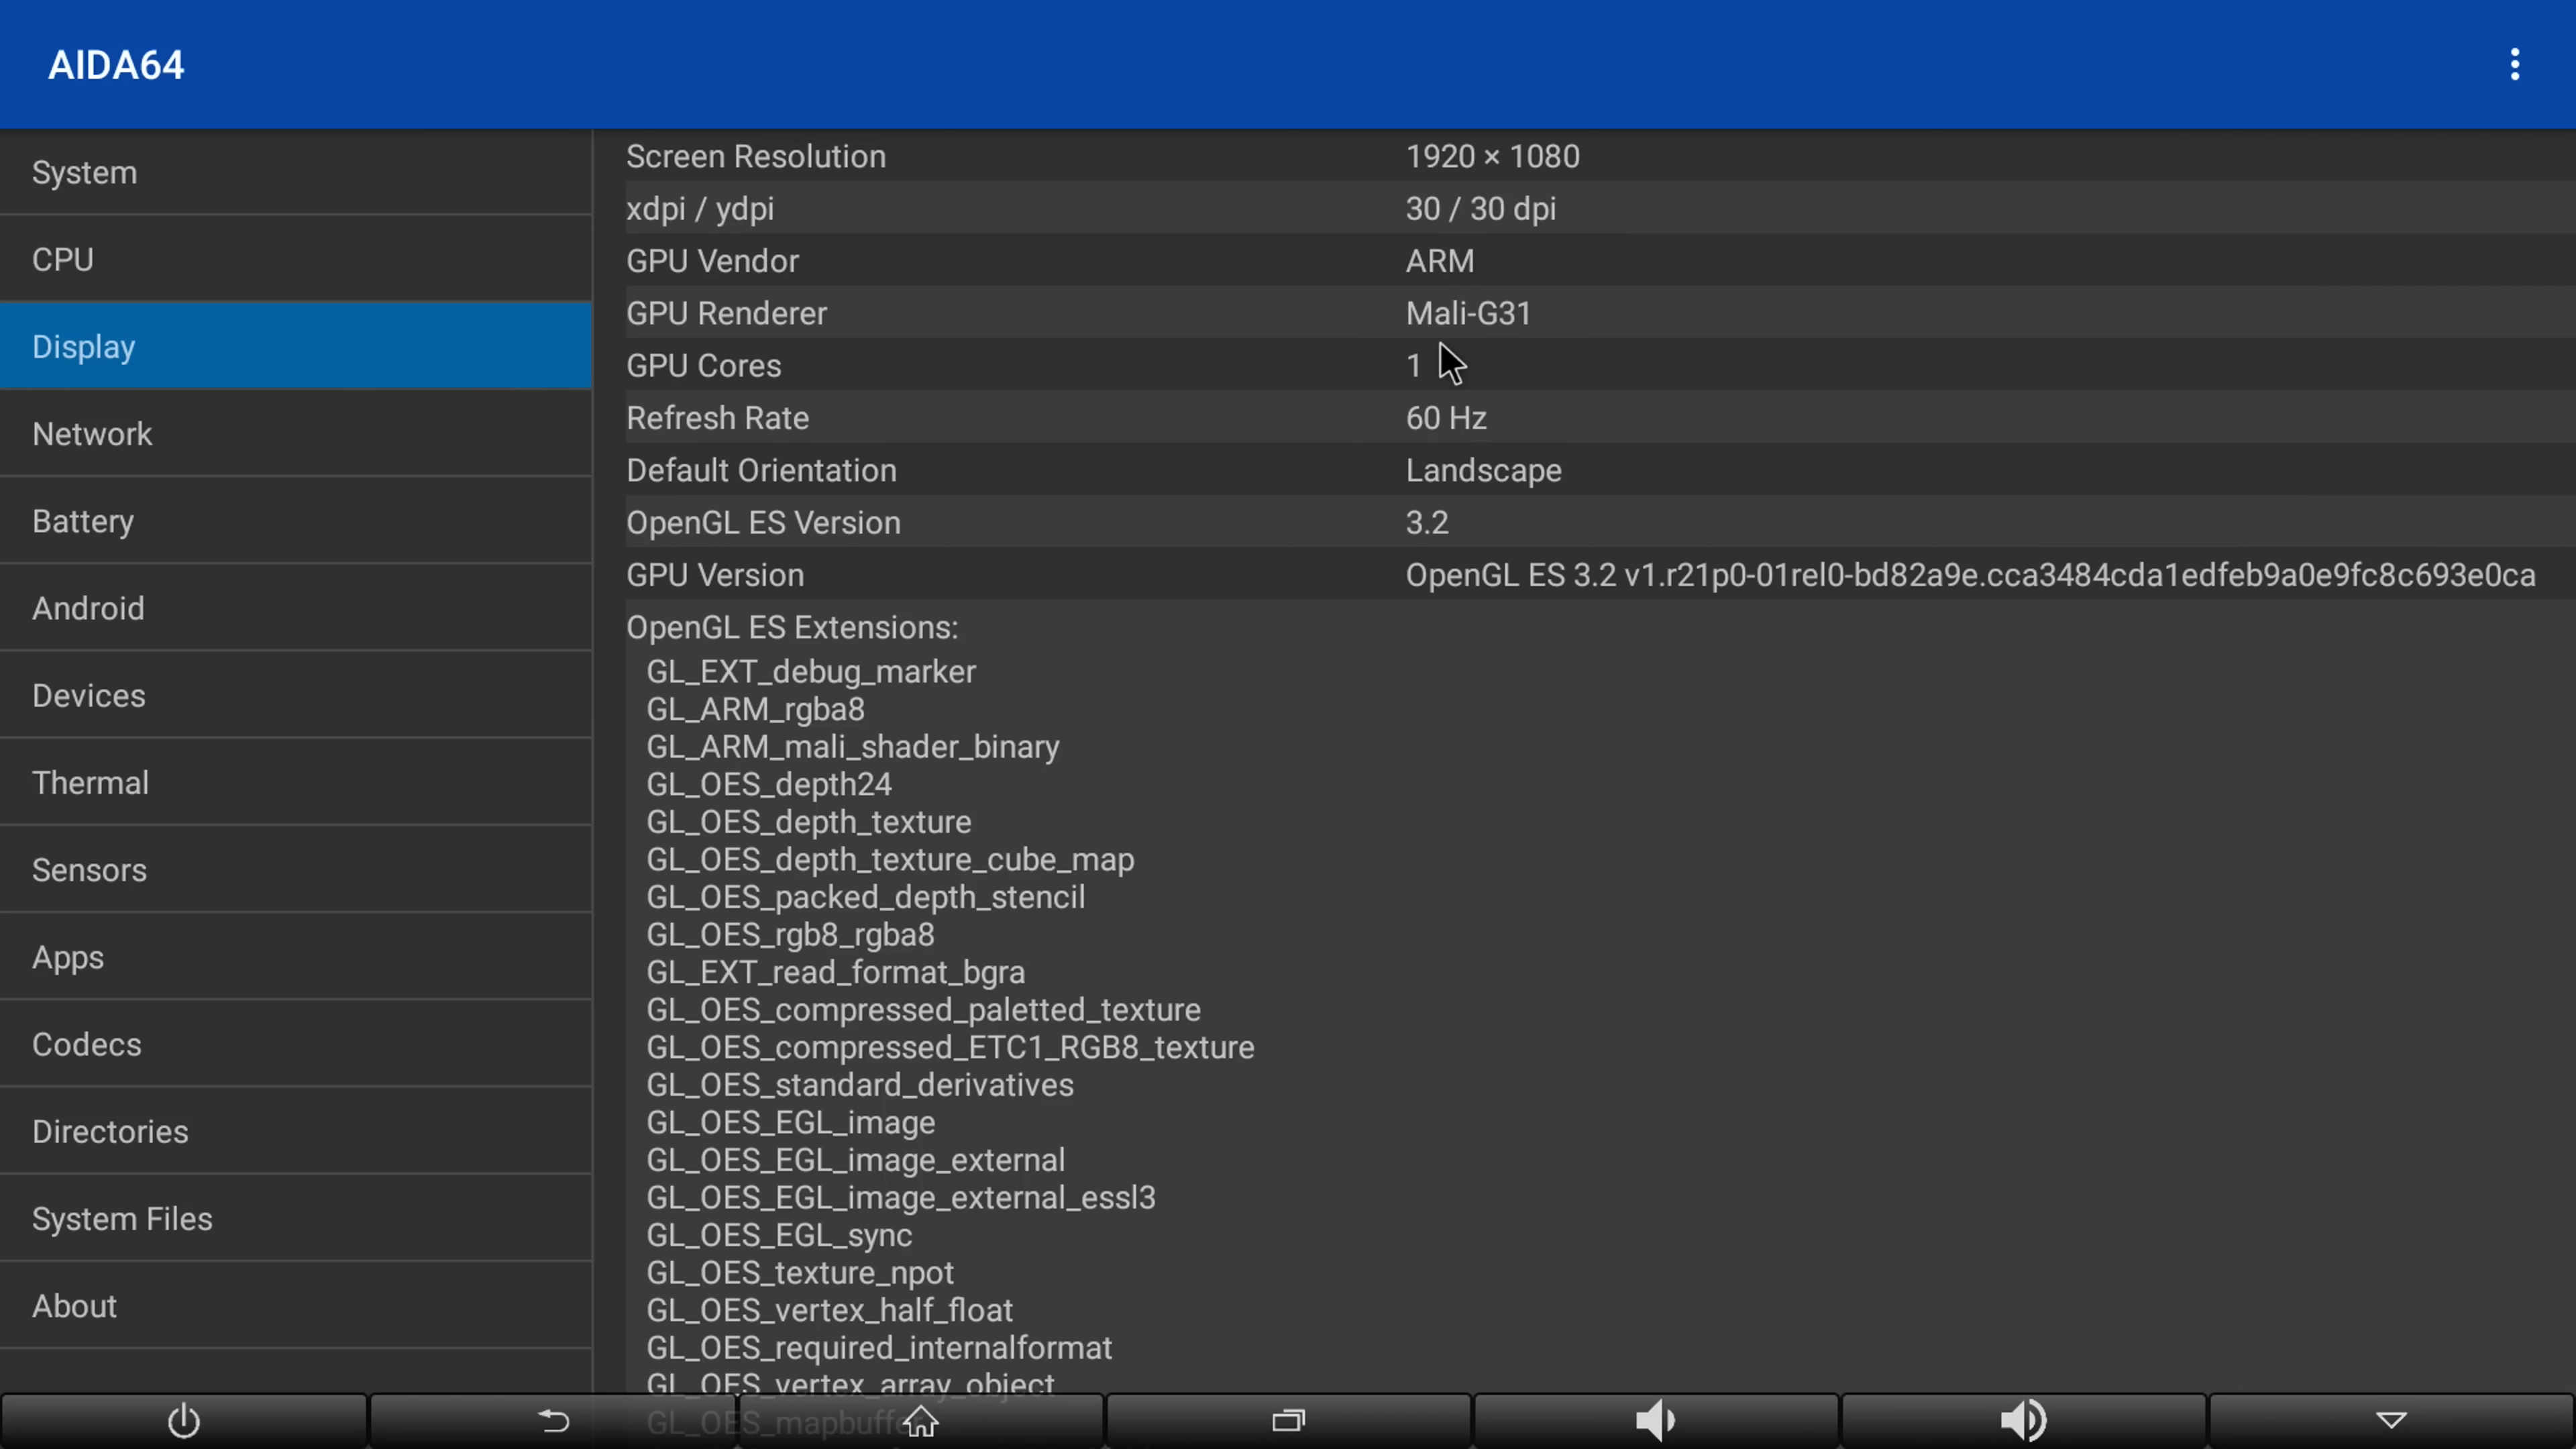 AIDA64
System
CPU
Display
Network
Battery
Android
Devices
Thermal
Sensors
Apps
Codecs
Directories
System Files
About
Screen Resolution 1920 × 1080
xdpi / ydpi 30 / 30 dpi
GPU Vendor ARM
GPU Renderer Mali-G31
GPU Cores 1
Refresh Rate 60 Hz
Default Orientation Landscape
OpenGL ES Version 3.2
GPU Version OpenGL ES 3.2 v1.r21p0-01rel0-bd82a9e.cca3484cda1edfeb9a0e9fc8c693e0ca
OpenGL ES Extensions:
GL_EXT_debug_marker
GL_ARM_rgba8
GL_ARM_mali_shader_binary
GL_OES_depth24
GL_OES_depth_texture
GL_OES_depth_texture_cube_map
GL_OES_packed_depth_stencil
GL_OES_rgb8_rgba8
GL_EXT_read_format_bgra
GL_OES_compressed_paletted_texture
GL_OES_compressed_ETC1_RGB8_texture
GL_OES_standard_derivatives
GL_OES_EGL_image
GL_OES_EGL_image_external
GL_OES_EGL_image_external_essl3
GL_OES_EGL_sync
GL_OES_texture_npot
GL_OES_vertex_half_float
GL_OES_required_internalformat
GL_OES_vertex_array_object
GL_OES_mapbuffer